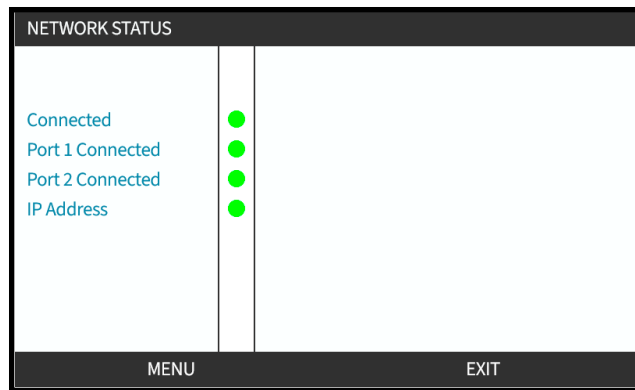 NETWORK STATUS
Connected
Port 1 Connected
Port 2 Connected
IP Address
MENU EXIT